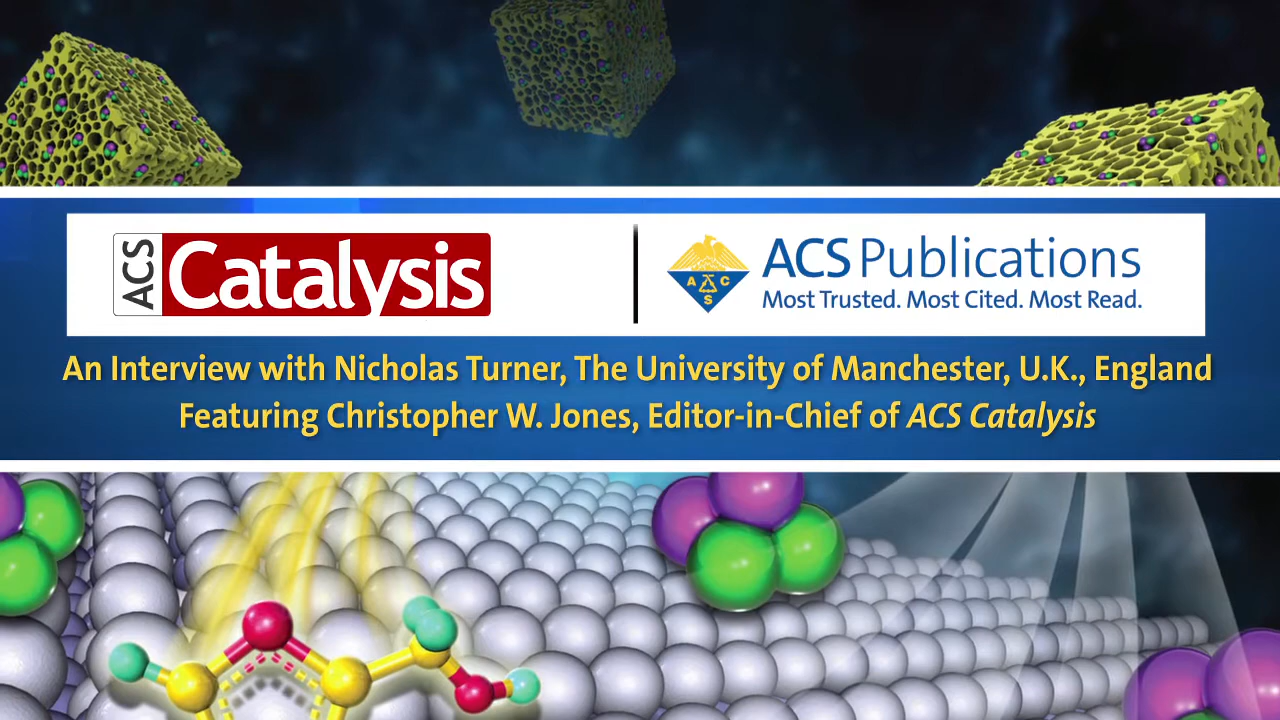 ACS Catalysis
ACS Publications
Most Trusted. Most Cited. Most Read.
A C S
An Interview with Nicholas Turner, The University of Manchester, U.K., England
Featuring Christopher W. Jones, Editor-in-Chief of ACS Catalysis